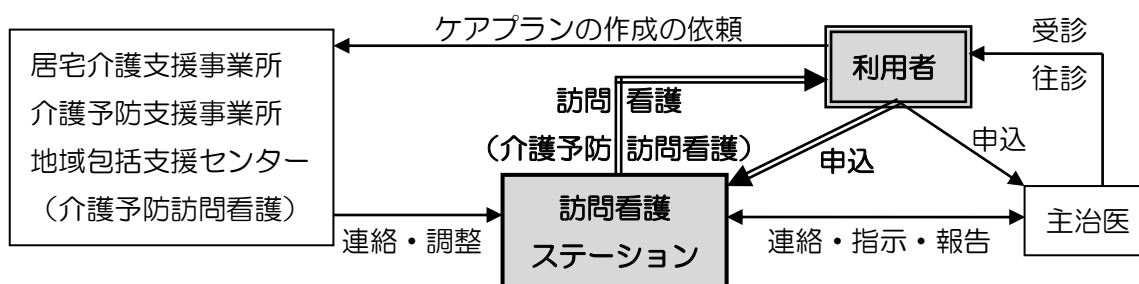 ケアプランの作成の依頼
居宅介護支援事業所
介護予防支援事業所
地域包括支援センター
(介護予防訪問看護)
利用者
受診
往診
訪問看護
(介護予防訪問看護)
申込
申込
訪問看護
ステーション
主治医
連絡・調整
連絡・指示・報告